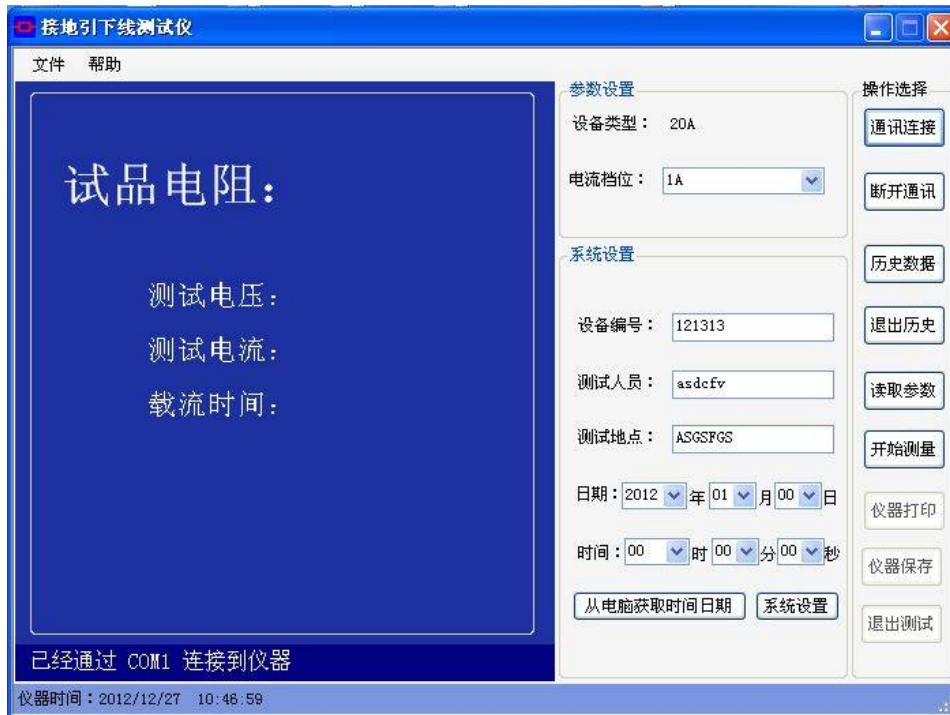 接地引下线测试仪
文件 帮助
试品电阻：
测试电压：
测试电流：
载流时间：
已经通过 COM1 连接到仪器
参数设置
设备类型： 20A
电流档位： 1A
系统设置
设备编号： 121313
测试人员： asdcfv
测试地点： ASGSFGS
日期：2012 年 01 月 00 日
时间：00 时 00 分 00 秒
从电脑获取时间日期 系统设置
操作选择
通讯连接
断开通讯
历史数据
退出历史
读取参数
开始测量
仪器打印
仪器保存
退出测试
仪器时间：2012/12/27 10:46:59